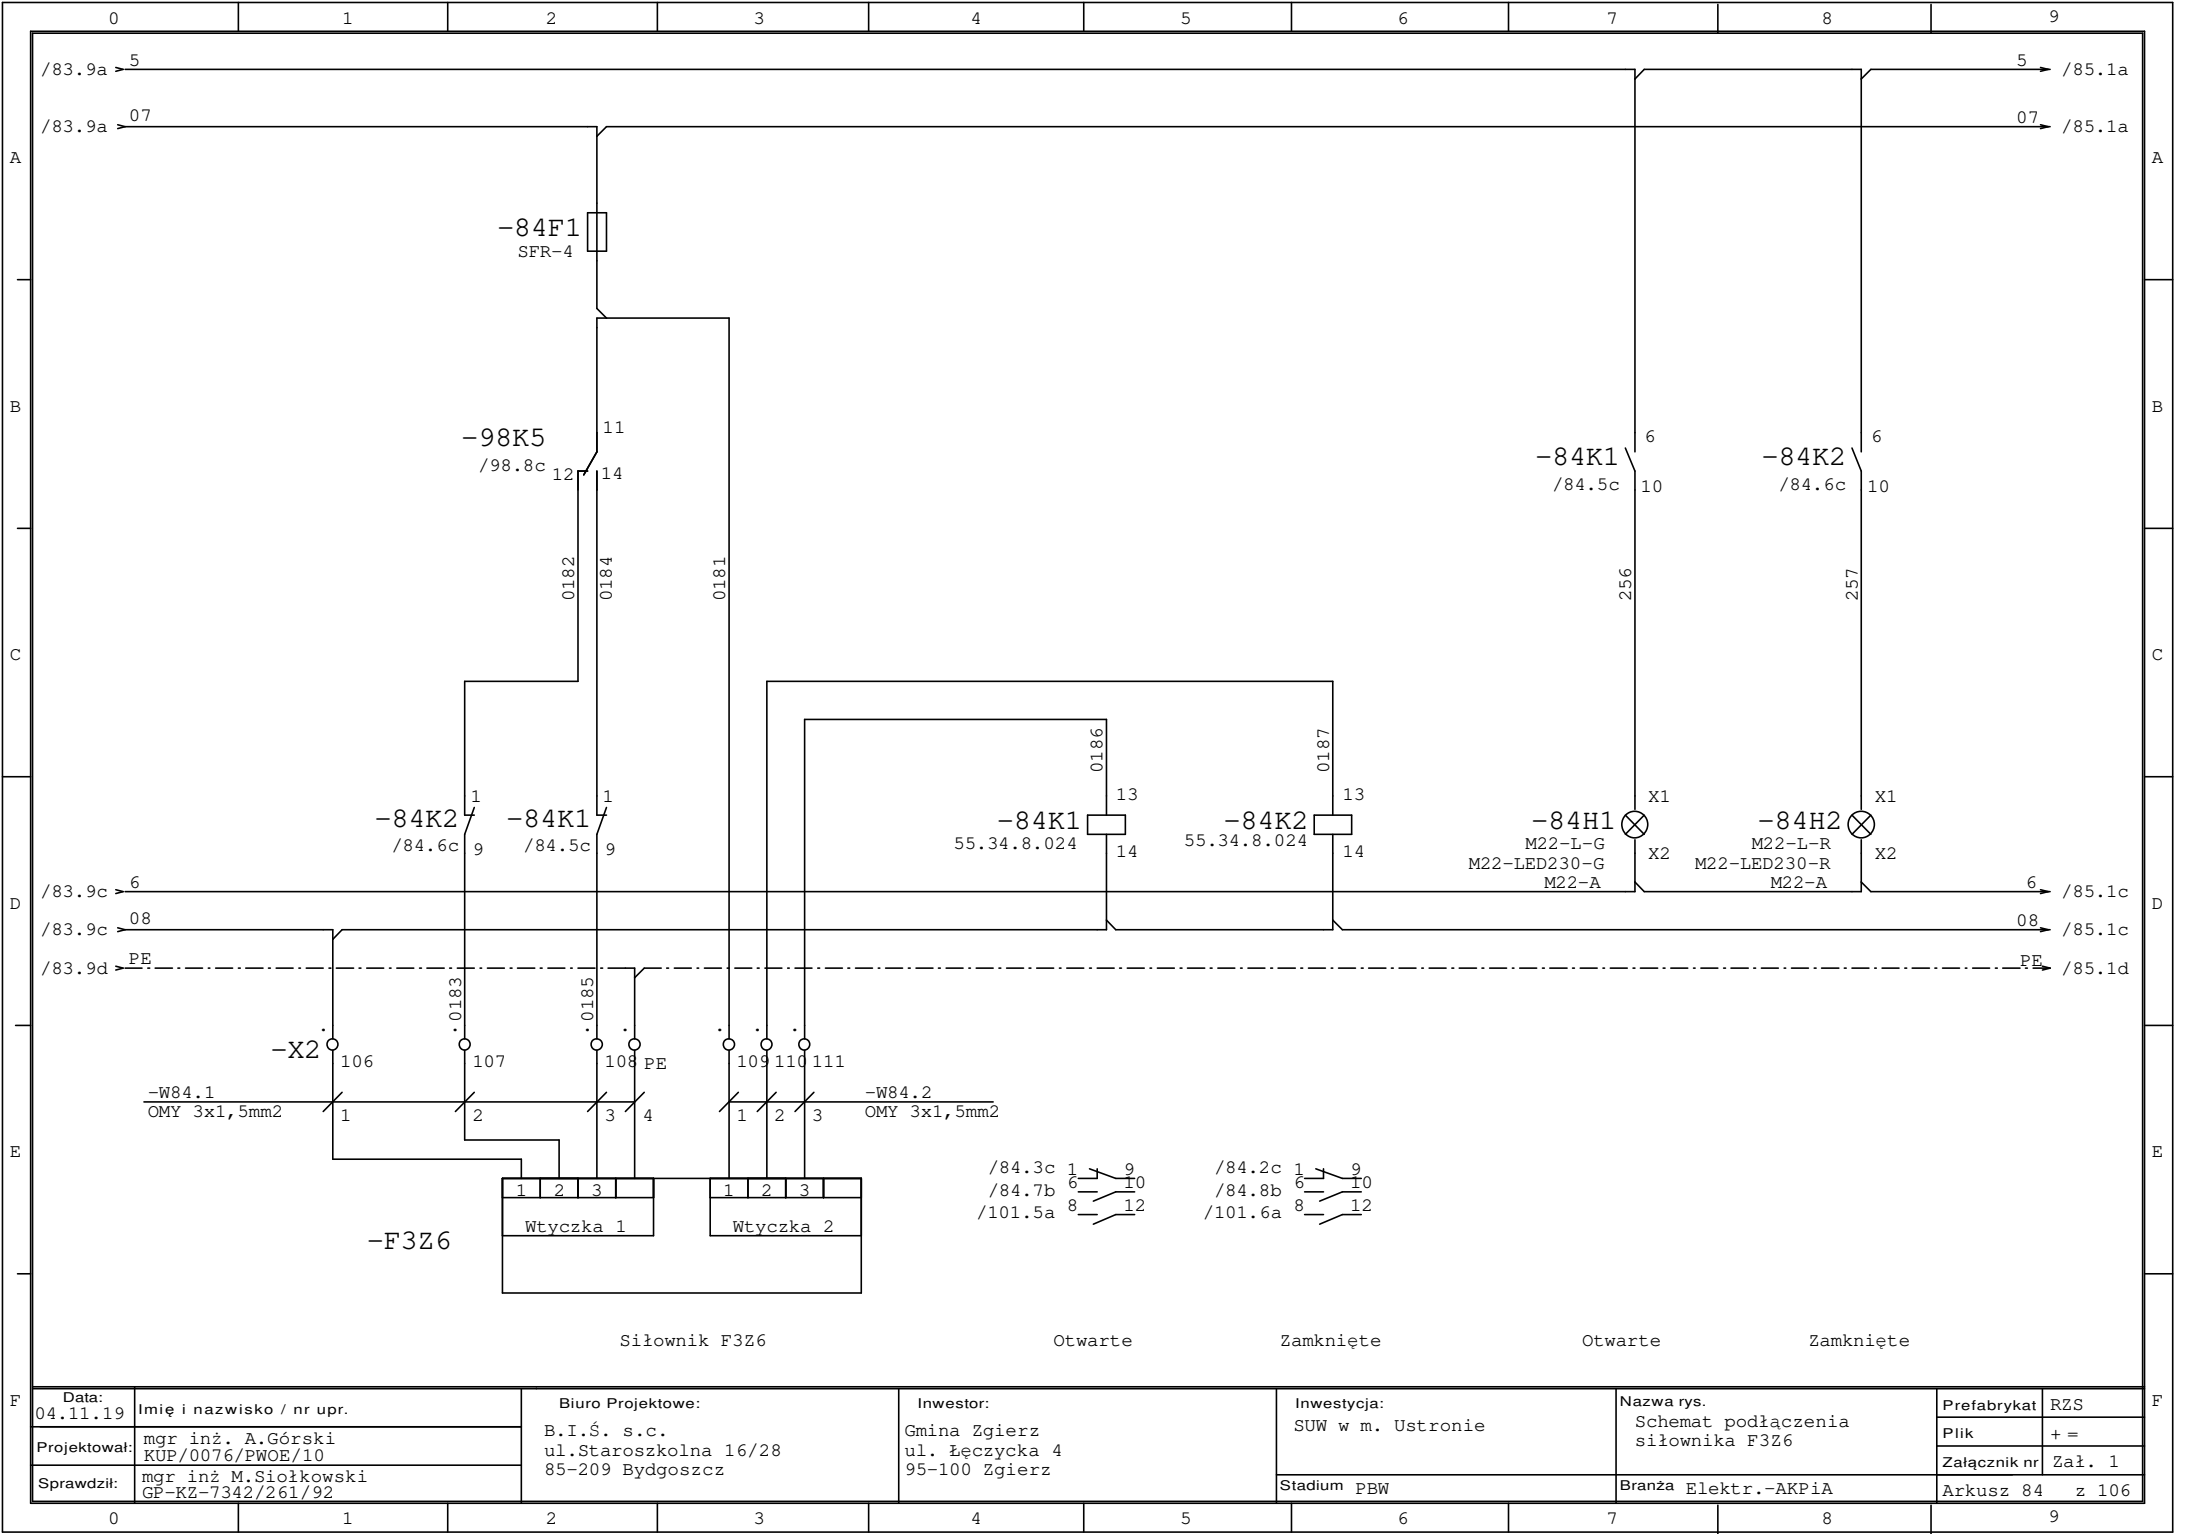 0 1 2 3 4 5 6 7 8 9
/83.9a 5 5 /85.1a
/83.9a 07 07 /85.1a
A A
-84F1
SFR-4
B B
-98K5 11
/98.8c 12 14
-84K1 6
/84.5c 10
-84K2 6
/84.6c 10
0182 0184 0181 256 257
C C
0186 0187
-84K2 1
/84.6c 9
-84K1 1
/84.5c 9
-84K1 13
55.34.8.024 14
-84K2 13
55.34.8.024 14
-84H1 X1
M22-L-G X2
M22-LED230-G
M22-A
-84H2 X1
M22-L-R X2
M22-LED230-R
M22-A
/83.9c 6 6 /85.1c
D D
/83.9c 08 08 /85.1c
/83.9d PE PE /85.1d
0183 0185
-X2 106 107 108 PE 109 110 111
-W84.1
OMY 3x1,5mm2
1 2 3 4 1 2 3
-W84.2
OMY 3x1,5mm2
E E
/84.3c 1 9
/84.7b 6 10
/101.5a 8 12
/84.2c 1 9
/84.8b 6 10
/101.6a 8 12
1 2 3 1 2 3
Wtyczka 1 Wtyczka 2
-F3Z6
Siłownik F3Z6 Otwarte Zamknięte Otwarte Zamknięte
F F
Data:
04.11.19
Imię i nazwisko / nr upr.
Projektował:
mgr inż. A.Górski
KUP/0076/PWOE/10
Sprawdził:
mgr inż M.Siołkowski
GP-KZ-7342/261/92
Biuro Projektowe:
B.I.Ś. s.c.
ul.Staroszkolna 16/28
85-209 Bydgoszcz
Inwestor:
Gmina Zgierz
ul. Łęczycka 4
95-100 Zgierz
Inwestycja:
SUW w m. Ustronie
Stadium PBW
Nazwa rys.
Schemat podłączenia
siłownika F3Z6
Branża Elektr.-AKPiA
Prefabrykat RZS
Plik + =
Załącznik nr Zał. 1
Arkusz 84 z 106
0 1 2 3 4 5 6 7 8 9